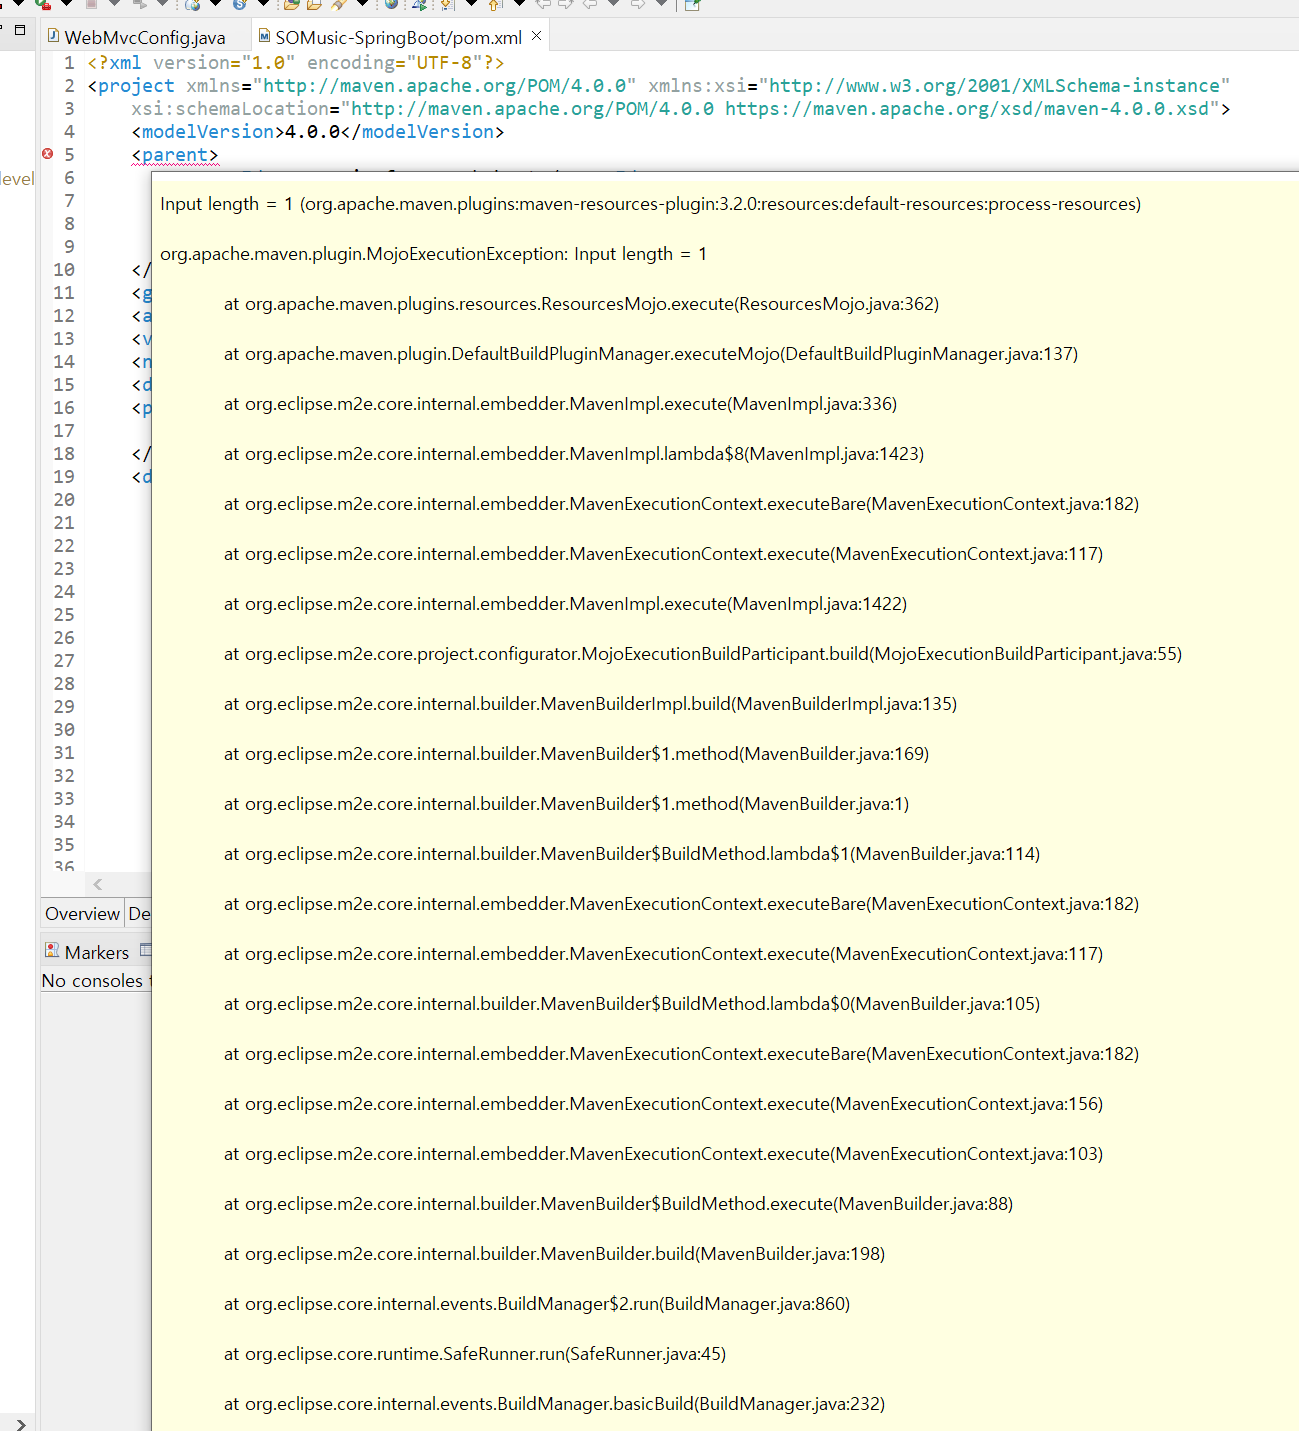 WebMvcConfig.java
SOMusic-SpringBoot/pom.xml
1 <?xml version="1.0" encoding="UTF-8"?>
2 <project xmlns="http://maven.apache.org/POM/4.0.0" xmlns:xsi="http://www.w3.org/2001/XMLSchema-instance"
3 xsi:schemaLocation="http://maven.apache.org/POM/4.0.0 https://maven.apache.org/xsd/maven-4.0.0.xsd">
4 <modelVersion>4.0.0</modelVersion>
5 <parent>
level
6
7
8
9
10 </
11 <g
12 <a
13 <v
14 <n
15 <d
16 <p
17
18 </
19 <d
20
21
22
23
24
25
26
27
28
29
30
31
32
33
34
35
36
Input length = 1 (org.apache.maven.plugins:maven-resources-plugin:3.2.0:resources:default-resources:process-resources)
org.apache.maven.plugin.MojoExecutionException: Input length = 1
at org.apache.maven.plugins.resources.ResourcesMojo.execute(ResourcesMojo.java:362)
at org.apache.maven.plugin.DefaultBuildPluginManager.executeMojo(DefaultBuildPluginManager.java:137)
at org.eclipse.m2e.core.internal.embedder.MavenImpl.execute(MavenImpl.java:336)
at org.eclipse.m2e.core.internal.embedder.MavenImpl.lambda$8(MavenImpl.java:1423)
at org.eclipse.m2e.core.internal.embedder.MavenExecutionContext.executeBare(MavenExecutionContext.java:182)
at org.eclipse.m2e.core.internal.embedder.MavenExecutionContext.execute(MavenExecutionContext.java:117)
at org.eclipse.m2e.core.internal.embedder.MavenImpl.execute(MavenImpl.java:1422)
at org.eclipse.m2e.core.project.configurator.MojoExecutionBuildParticipant.build(MojoExecutionBuildParticipant.java:55)
at org.eclipse.m2e.core.internal.builder.MavenBuilderImpl.build(MavenBuilderImpl.java:135)
at org.eclipse.m2e.core.internal.builder.MavenBuilder$1.method(MavenBuilder.java:169)
at org.eclipse.m2e.core.internal.builder.MavenBuilder$1.method(MavenBuilder.java:1)
at org.eclipse.m2e.core.internal.builder.MavenBuilder$BuildMethod.lambda$1(MavenBuilder.java:114)
at org.eclipse.m2e.core.internal.embedder.MavenExecutionContext.executeBare(MavenExecutionContext.java:182)
at org.eclipse.m2e.core.internal.embedder.MavenExecutionContext.execute(MavenExecutionContext.java:117)
at org.eclipse.m2e.core.internal.builder.MavenBuilder$BuildMethod.lambda$0(MavenBuilder.java:105)
at org.eclipse.m2e.core.internal.embedder.MavenExecutionContext.executeBare(MavenExecutionContext.java:182)
at org.eclipse.m2e.core.internal.embedder.MavenExecutionContext.execute(MavenExecutionContext.java:156)
at org.eclipse.m2e.core.internal.embedder.MavenExecutionContext.execute(MavenExecutionContext.java:103)
at org.eclipse.m2e.core.internal.builder.MavenBuilder$BuildMethod.execute(MavenBuilder.java:88)
at org.eclipse.m2e.core.internal.builder.MavenBuilder.build(MavenBuilder.java:198)
at org.eclipse.core.internal.events.BuildManager$2.run(BuildManager.java:860)
at org.eclipse.core.runtime.SafeRunner.run(SafeRunner.java:45)
at org.eclipse.core.internal.events.BuildManager.basicBuild(BuildManager.java:232)
Overview
De
Markers
No consoles